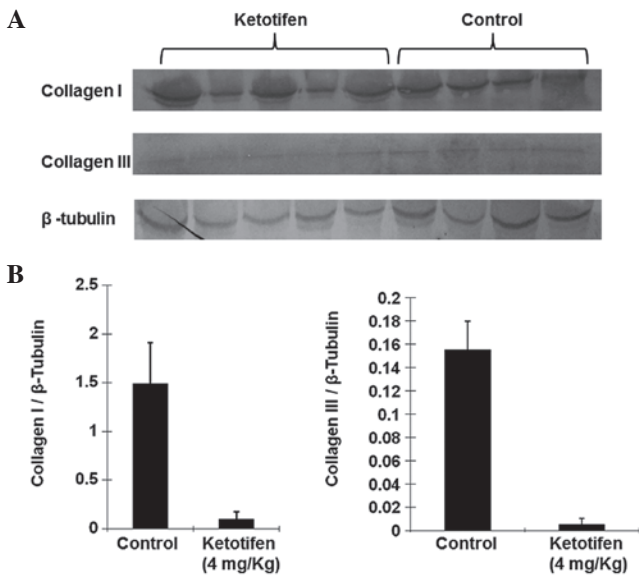 A
Ketotifen Control
Collagen I
Collagen III
β -tubulin
B
Collagen I / β-Tubulin
2.5
2
1.5
1
0.5
0
Control Ketotifen
(4 mg/Kg)
Collagen III / β-Tubulin
0.2
0.18
0.16
0.14
0.12
0.1
0.08
0.06
0.04
0.02
0
Control Ketotifen
(4 mg/Kg)